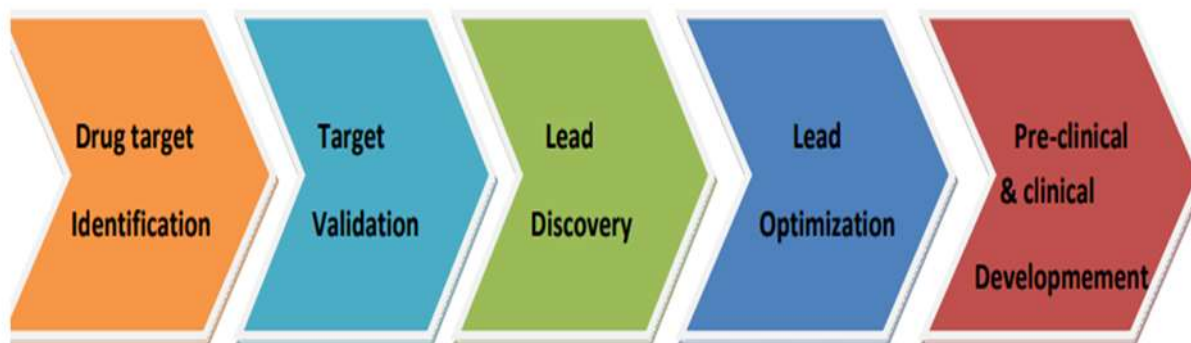 Drug target
Identification
Target
Validation
Lead
Discovery
Lead
Optimization
Pre-clinical
& clinical
Developmement